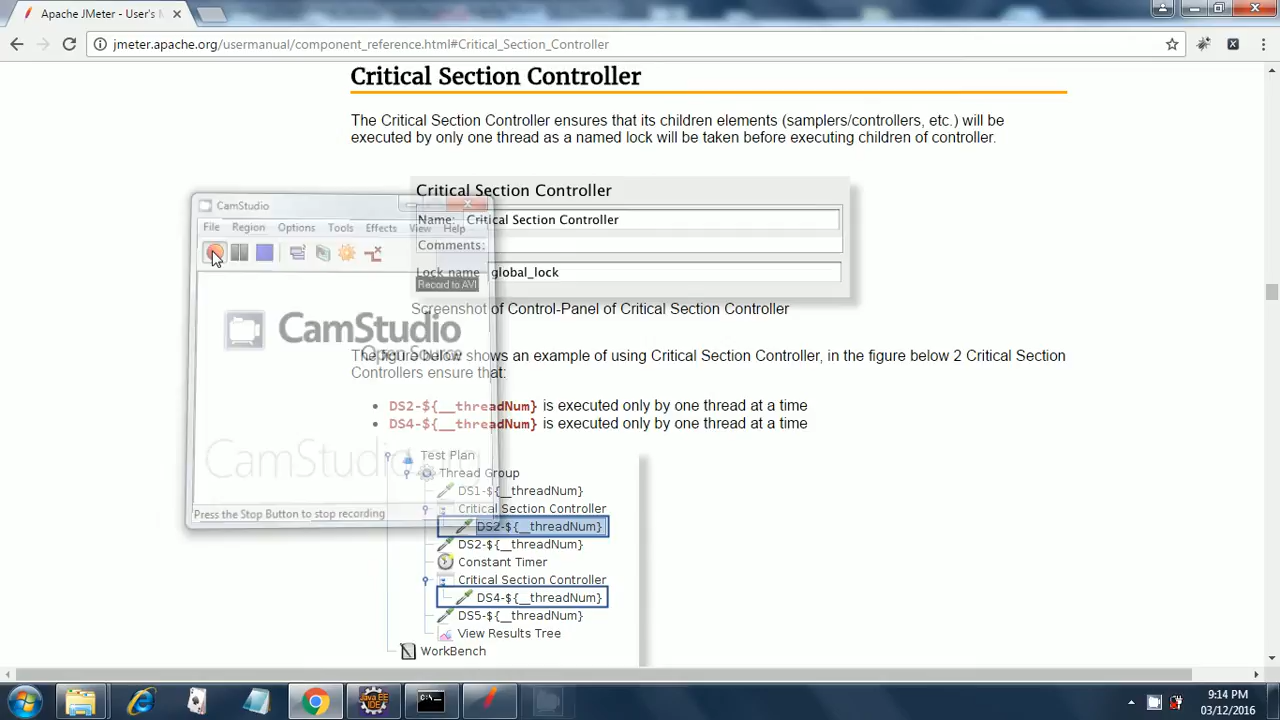 Apache JMeter - User's M
jmeter.apache.org/usermanual/component_reference.html#Critical_Section_Controller
Critical Section Controller
The Critical Section Controller ensures that its children elements (samplers/controllers, etc.) will be
executed by only one thread as a named lock will be taken before executing children of controller.
Critical Section Controller
Name: Critical Section Controller
Comments:
Lock name global_lock
Screenshot of Control-Panel of Critical Section Controller
CamStudio
File Region Options Tools Effects View Help
Record to AVI
CamStudio
Open Source
CamStudio
Press the Stop Button to stop recording
The figure below shows an example of using Critical Section Controller, in the figure below 2 Critical Section
Controllers ensure that:
DS2-${__threadNum} is executed only by one thread at a time
DS4-${__threadNum} is executed only by one thread at a time
Test Plan
Thread Group
DS1-${__threadNum}
Critical Section Controller
DS2-${__threadNum}
DS2-${__threadNum}
Constant Timer
Critical Section Controller
DS4-${__threadNum}
DS5-${__threadNum}
View Results Tree
WorkBench
Java EE
IDE
9:14 PM
03/12/2016